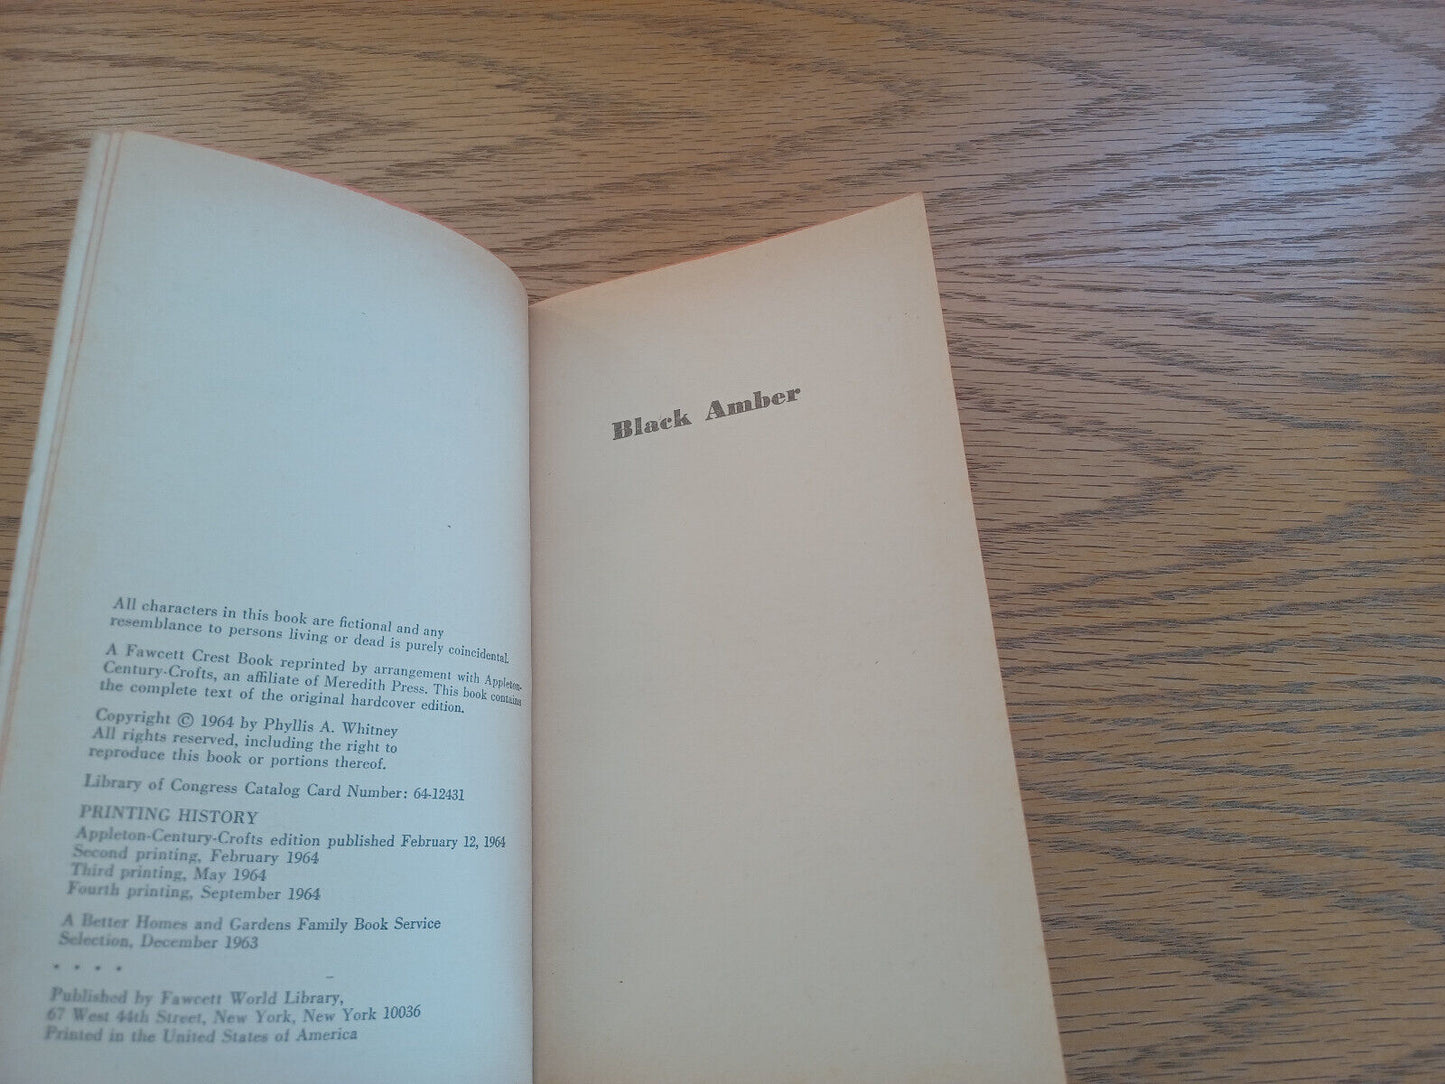 All characters in this book are fictional and any
resemblance to persons living or dead is purely coincidental.
A Fawcett Crest Book reprinted by arrangement with Appleton-
Century-Crofts, an affiliate of Meredith Press. This book contains
the complete text of the original hardcover edition.
Copyright © 1964 by Phyllis A. Whitney
All rights reserved, including the right to
reproduce this book or portions thereof.
Library of Congress Catalog Card Number: 64-12431
PRINTING HISTORY
Appleton-Century-Crofts edition published February 12, 1964
Second printing, February 1964
Third printing, May 1964
Fourth printing, September 1964
A Better Homes and Gardens Family Book Service
Selection, December 1963
* * * *
Published by Fawcett World Library,
67 West 44th Street, New York, New York 10036
Printed in the United States of America
Black Amber